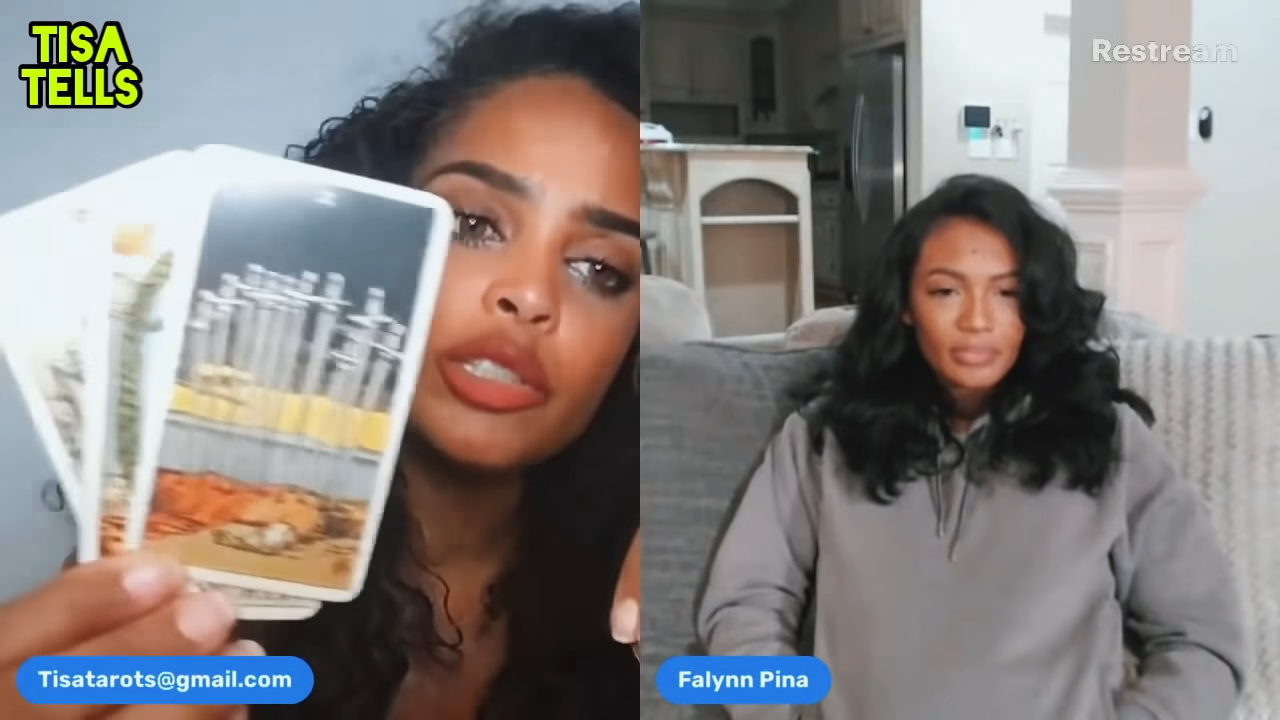 TISA
TELLS
Restream
Tisatarots@gmail.com
Falynn Pina